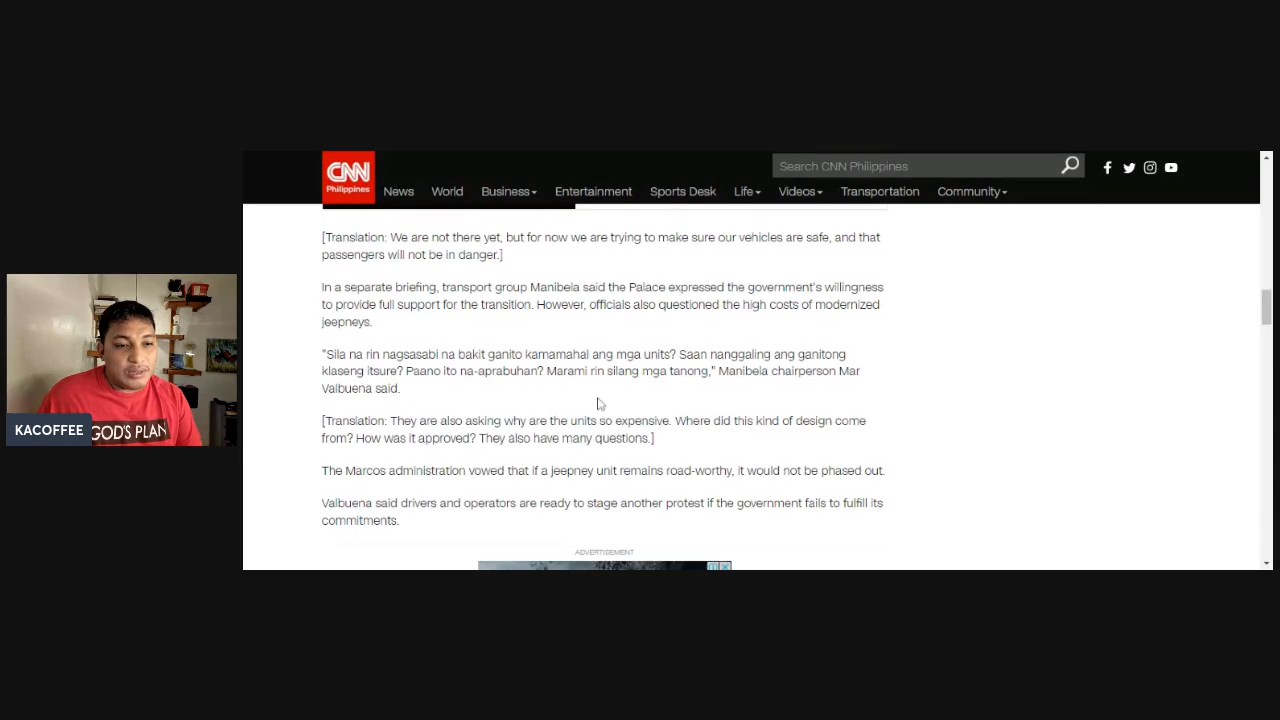 CNN
Philippines
Search CNN Philippines
News World Business Entertainment Sports Desk Life Videos Transportation Community
[Translation: We are not there yet, but for now we are trying to make sure our vehicles are safe, and that
passengers will not be in danger.]
In a separate briefing, transport group Manibela said the Palace expressed the government's willingness
to provide full support for the transition. However, officials also questioned the high costs of modernized
jeepneys.
"Sila na rin nagsasabi na bakit ganito kamamahal ang mga units? Saan nanggaling ang ganitong
klaseng itsure? Paano ito na-aprubahan? Marami rin silang mga tanong," Manibela chairperson Mar
Valbuena said.
[Translation: They are also asking why are the units so expensive. Where did this kind of design come
from? How was it approved? They also have many questions.]
The Marcos administration vowed that if a jeepney unit remains road-worthy, it would not be phased out.
Valbuena said drivers and operators are ready to stage another protest if the government fails to fulfill its
commitments.
ADVERTISEMENT
KACOFFEE
GOD'S PLAN